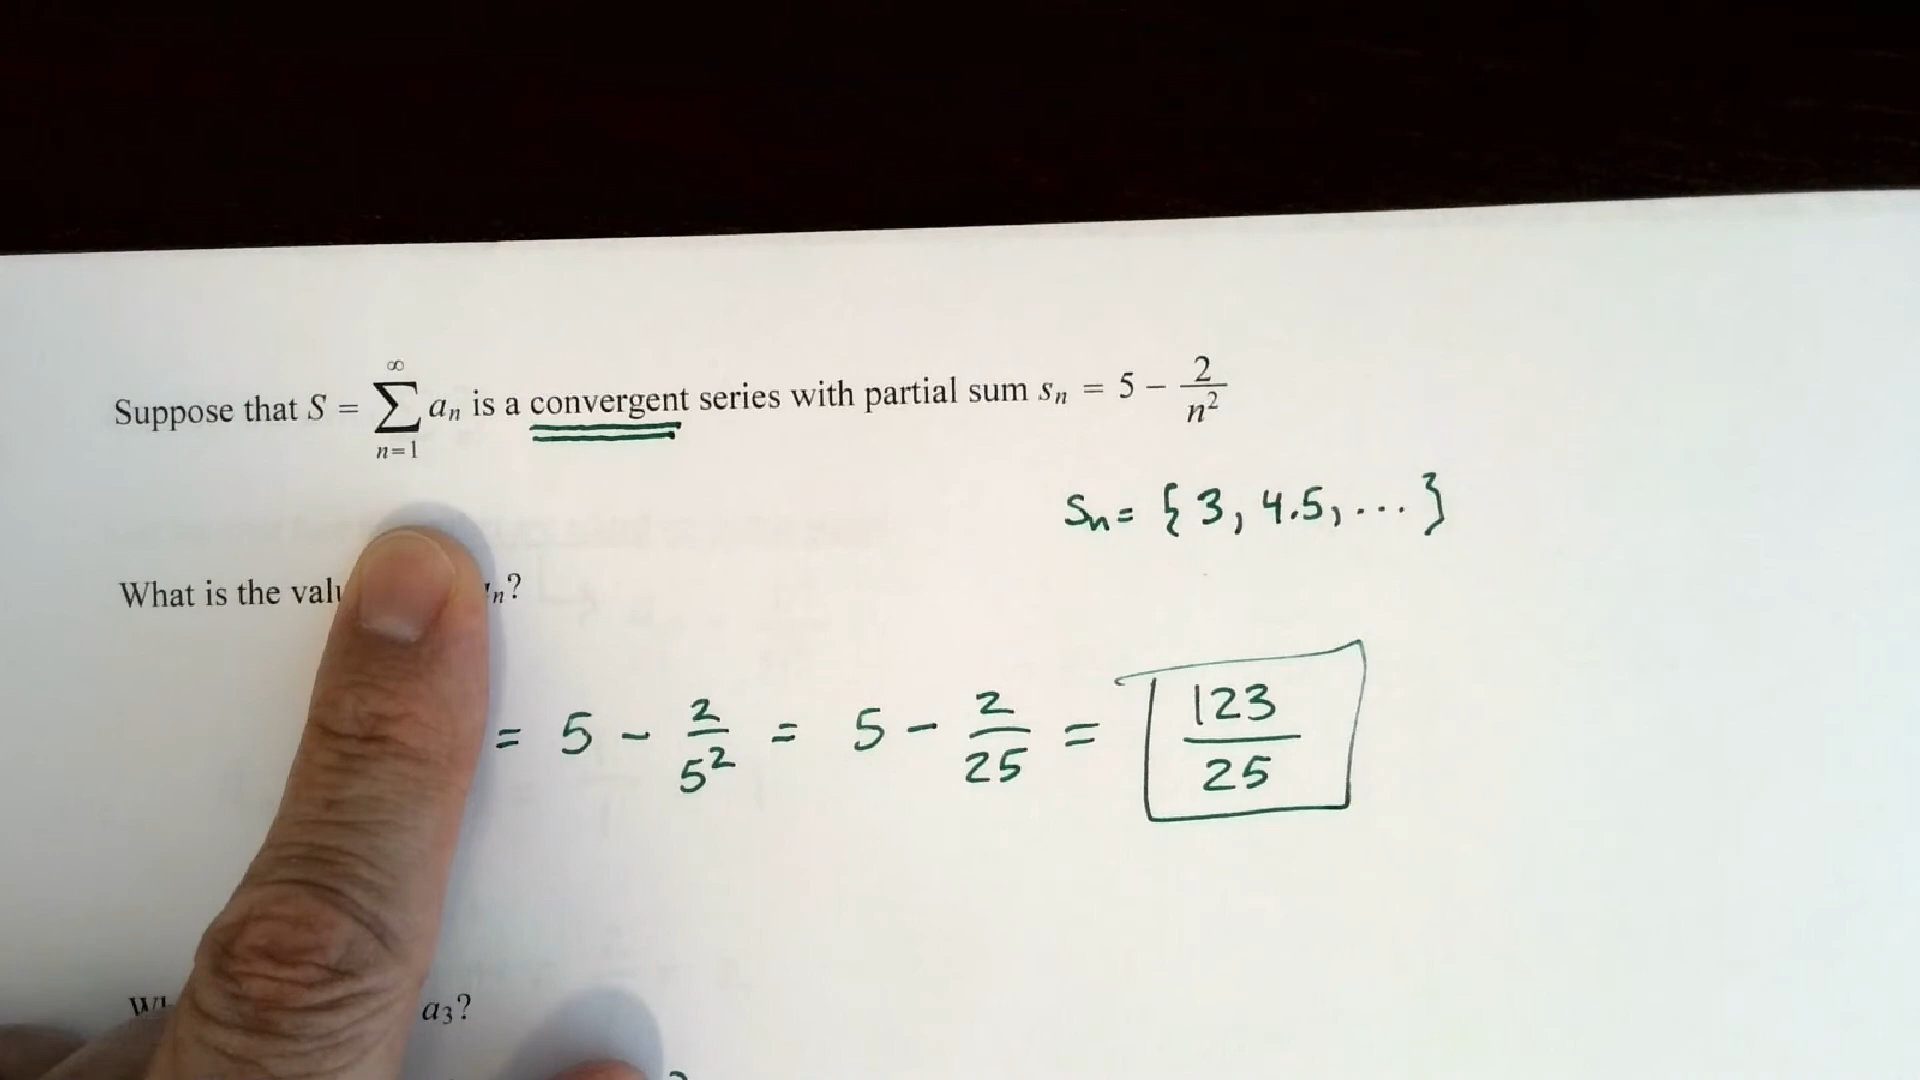 ∞
Suppose that S = ∑ aₙ is a convergent series with partial sum sₙ = 5 − 2/n²
n=1
Sₙ = { 3, 4.5, ... }
What is the n?
= 5 − 2/5² = 5 − 2/25 = 123/25
a₃?